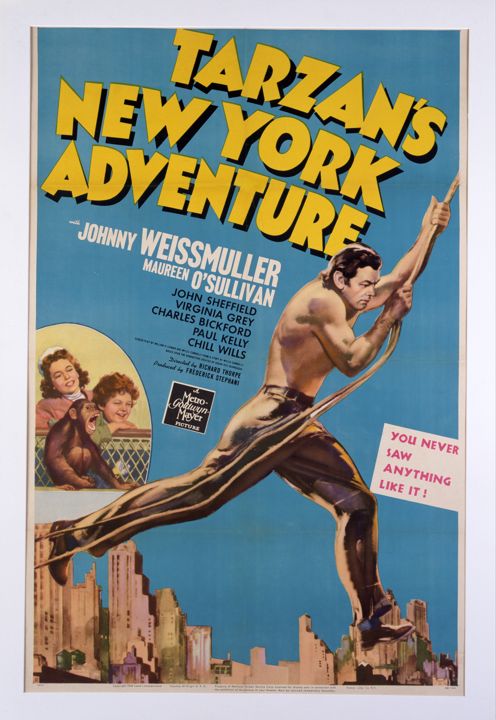 TARZAN'S
NEW YORK
ADVENTURE
with JOHNNY WEISSMULLER
MAUREEN O'SULLIVAN
JOHN SHEFFIELD
VIRGINIA GREY
CHARLES BICKFORD
PAUL KELLY
CHILL WILLS
Directed by RICHARD THORPE
Produced by FREDERICK STEPHANI
A
Metro-
Goldwyn-
Mayer
PICTURE
YOU NEVER
SAW
ANYTHING
LIKE IT!